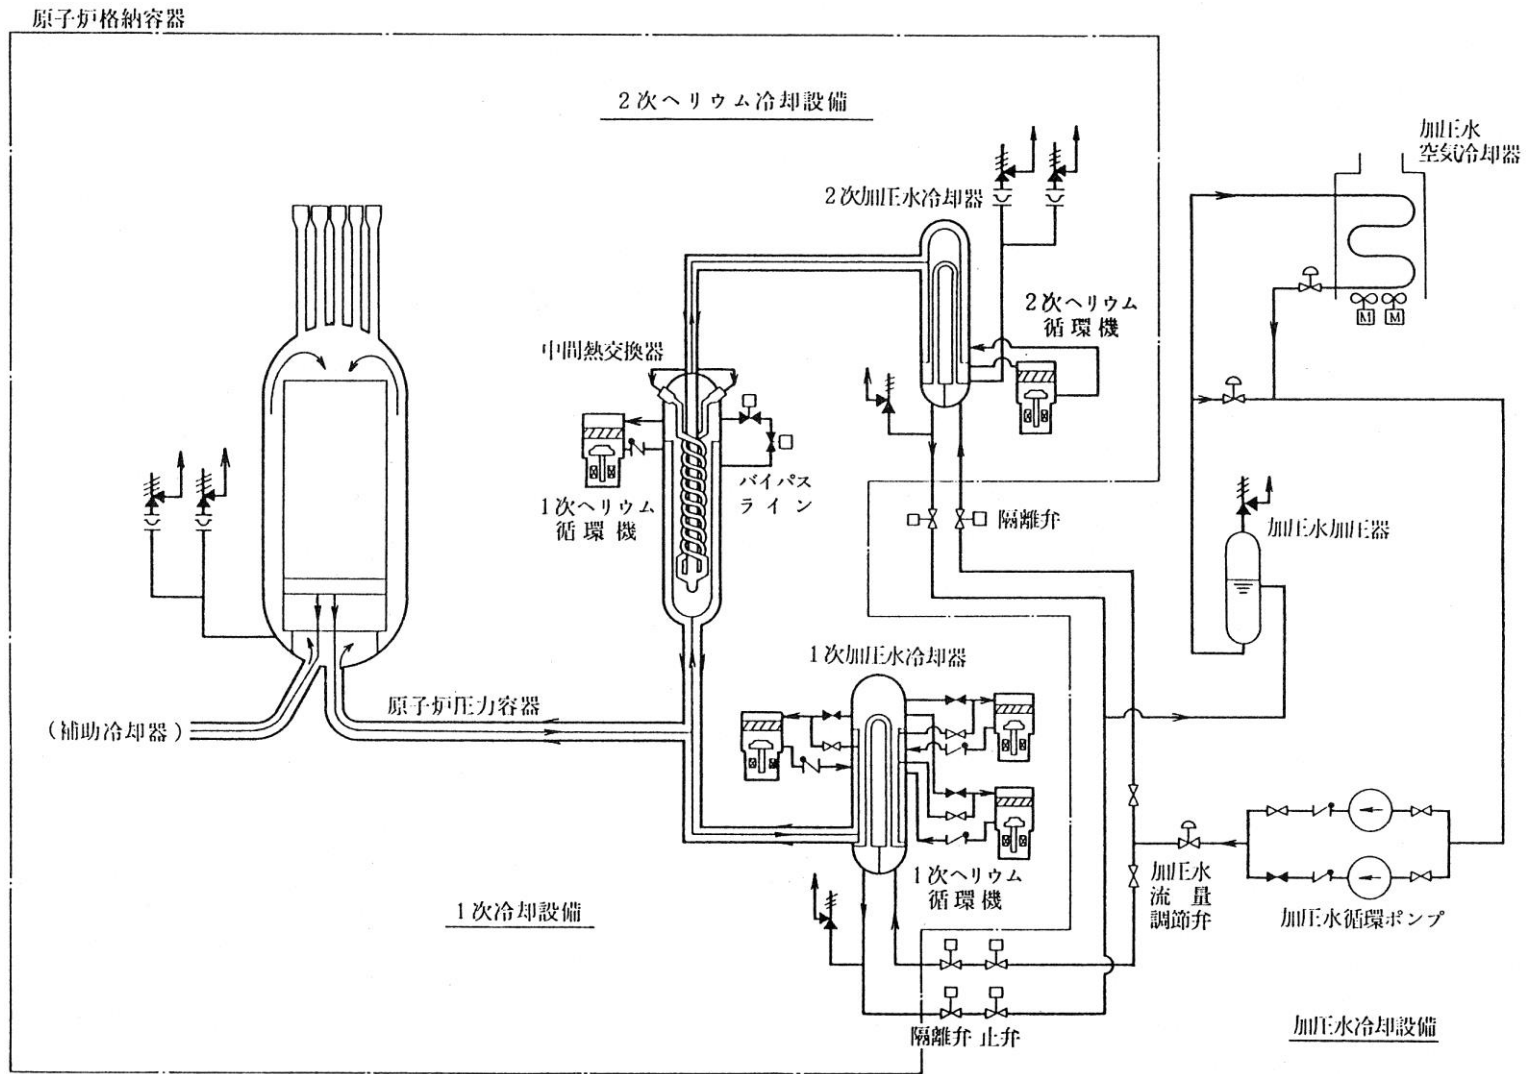 原子炉格納容器
2次ヘリウム冷却設備
加圧水
空気冷却器
2次加圧水冷却器
2次ヘリウム
循環機
M M
中間熱交換器
バイパス
ライン
1次ヘリウム
循環機
隔離弁
加圧水加圧器
1次加圧水冷却器
原子炉圧力容器
(補助冷却器)
1次ヘリウム
循環機
加圧水
流量
調節弁
加圧水循環ポンプ
1次冷却設備
隔離弁 止弁
加圧水冷却設備